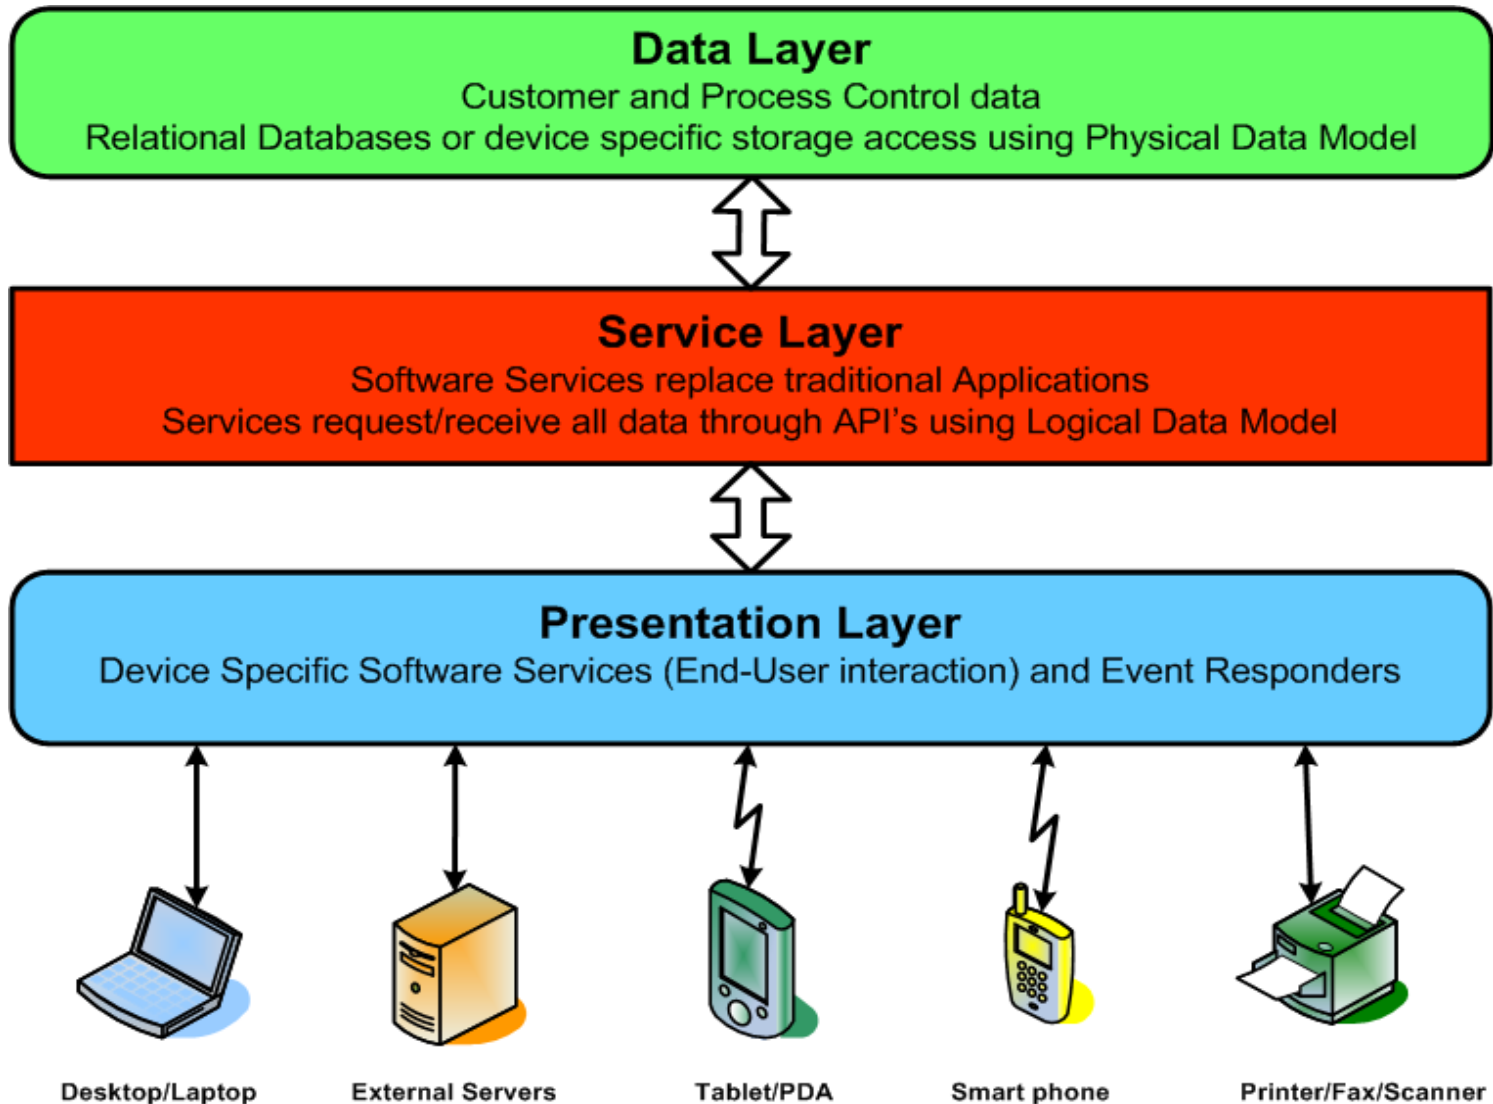 Data Layer
Customer and Process Control data
Relational Databases or device specific storage access using Physical Data Model
Service Layer
Software Services replace traditional Applications
Services request/receive all data through API's using Logical Data Model
Presentation Layer
Device Specific Software Services (End-User interaction) and Event Responders
Desktop/Laptop
External Servers
Tablet/PDA
Smart phone
Printer/Fax/Scanner